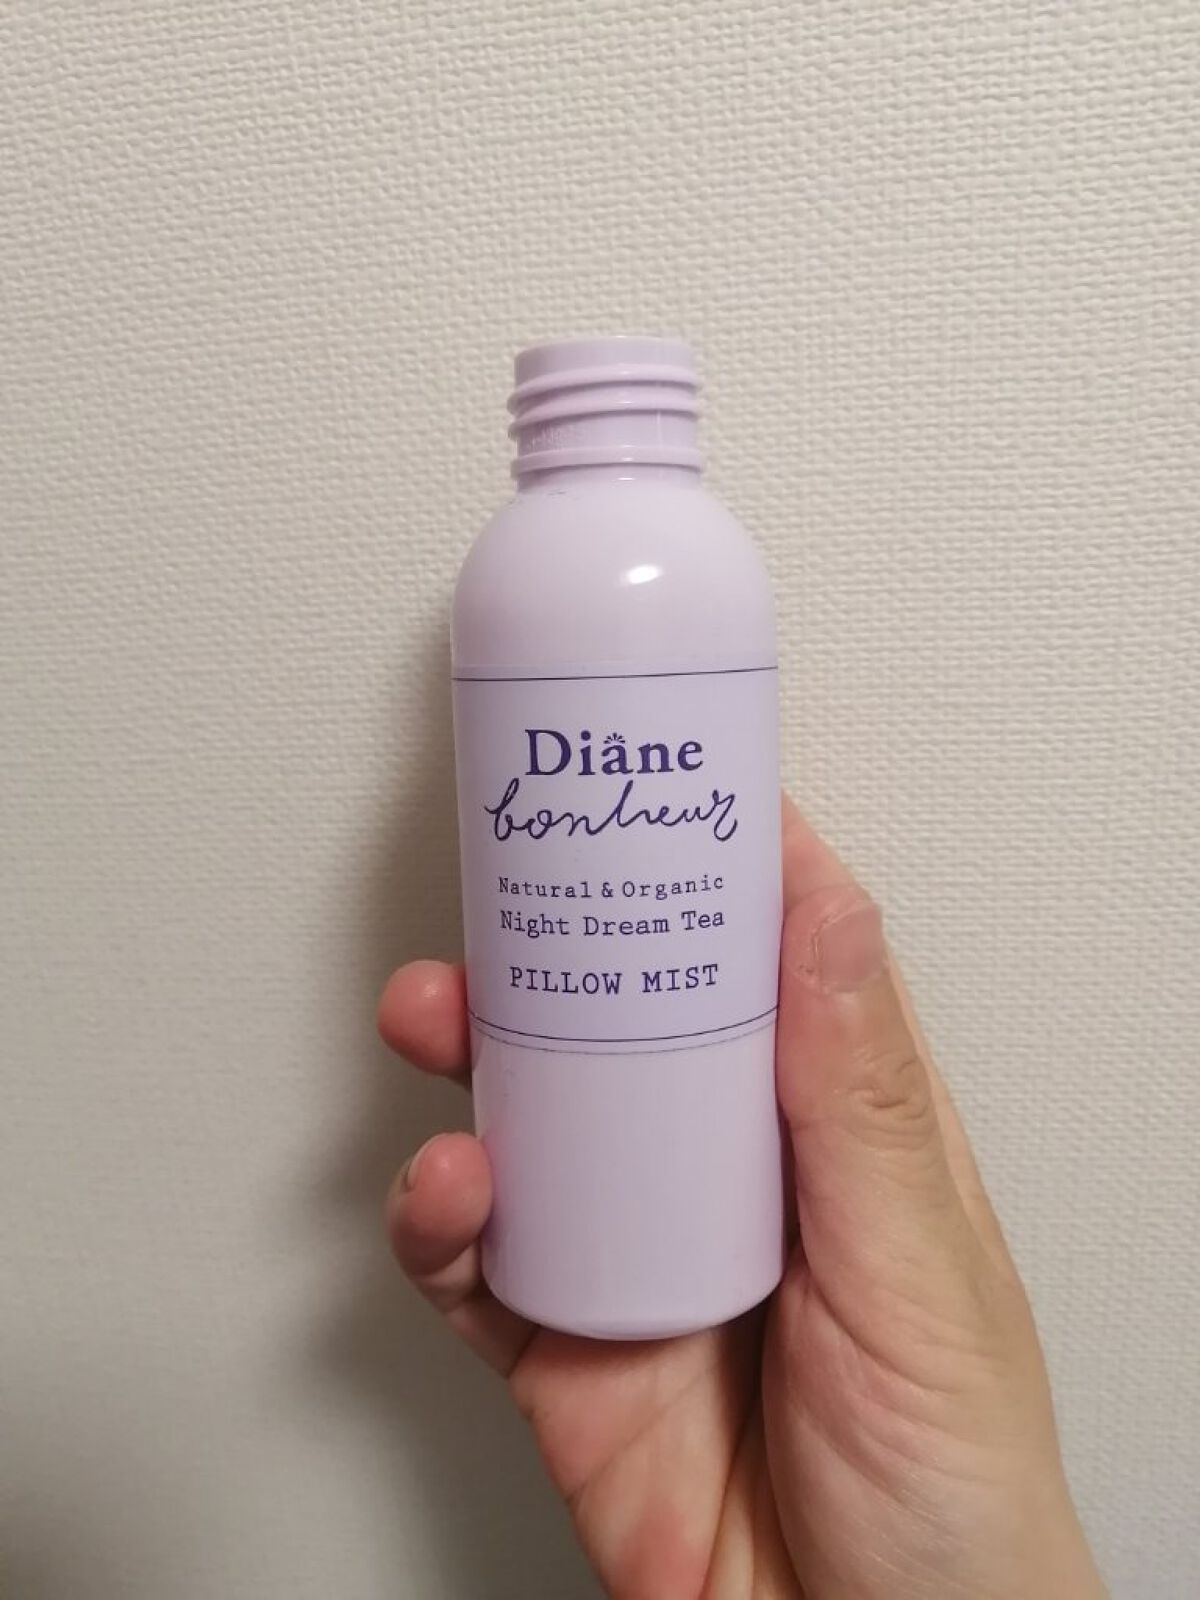 Diane
bonheur
Natural & Organic
Night Dream Tea
PILLOW MIST